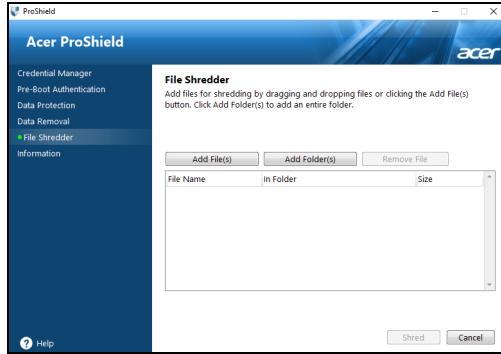 ProShield
Acer ProShield
acer
Credential Manager
Pre-Boot Authentication
Data Protection
Data Removal
File Shredder
Information
File Shredder
Add files for shredding by dragging and dropping files or clicking the Add File(s)
button. Click Add Folder(s) to add an entire folder.
Add File(s) Add Folder(s) Remove File
File Name In Folder Size
Shred Cancel
? Help